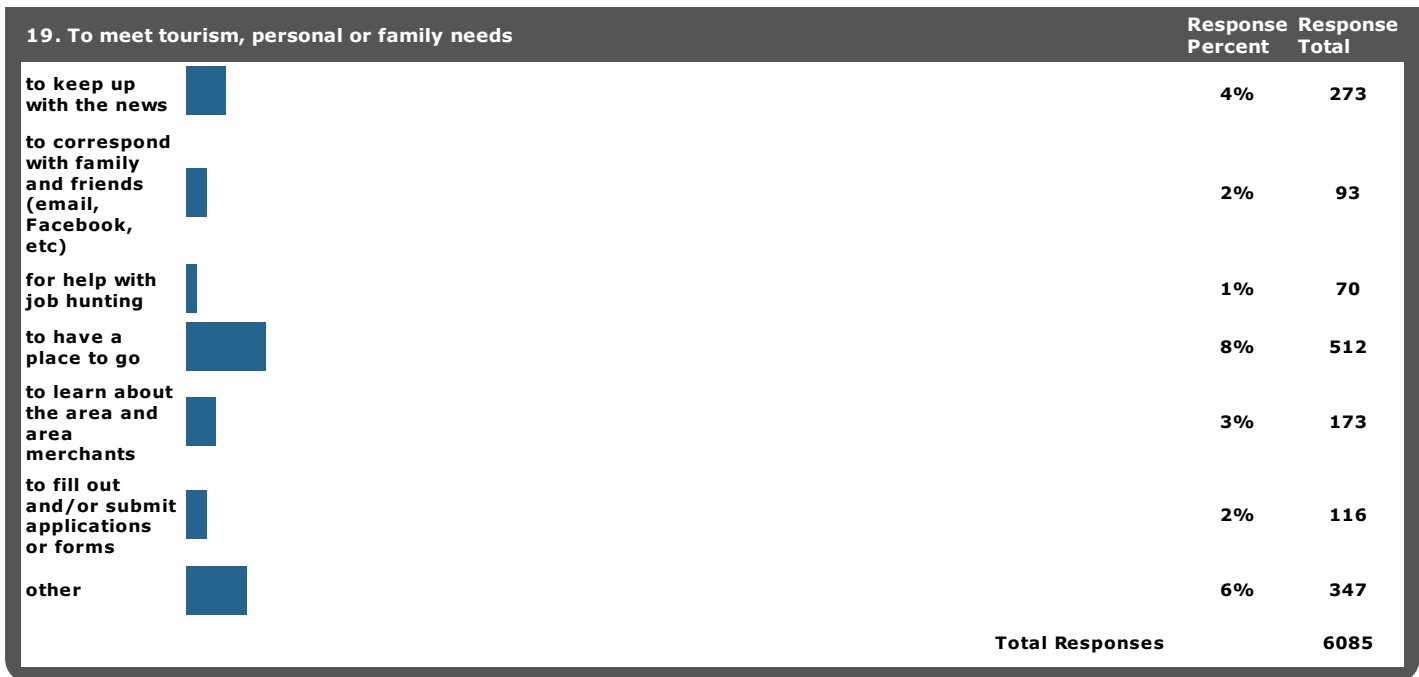 19. To meet tourism, personal or family needs
Response Response
Percent Total
to keep up
with the news
4% 273
to correspond
with family
and friends
(email,
Facebook,
etc)
2% 93
for help with
job hunting
1% 70
to have a
place to go
8% 512
to learn about
the area and
area
merchants
3% 173
to fill out
and/or submit
applications
or forms
2% 116
other 6% 347
Total Responses 6085